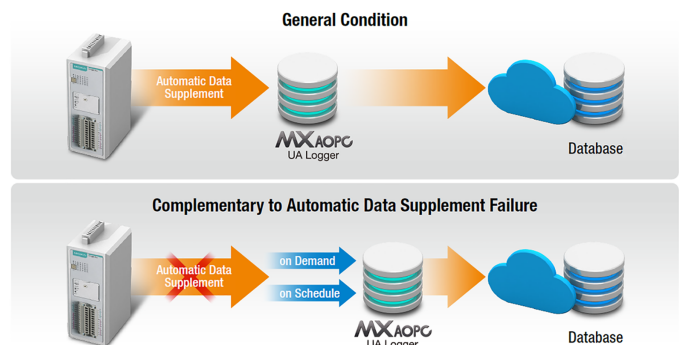 General Condition
Automatic Data
Supplement
MXAOPC
UA Logger
Database
Complementary to Automatic Data Supplement Failure
Automatic Data
Supplement
on Demand
on Schedule
MXAOPC
UA Logger
Database